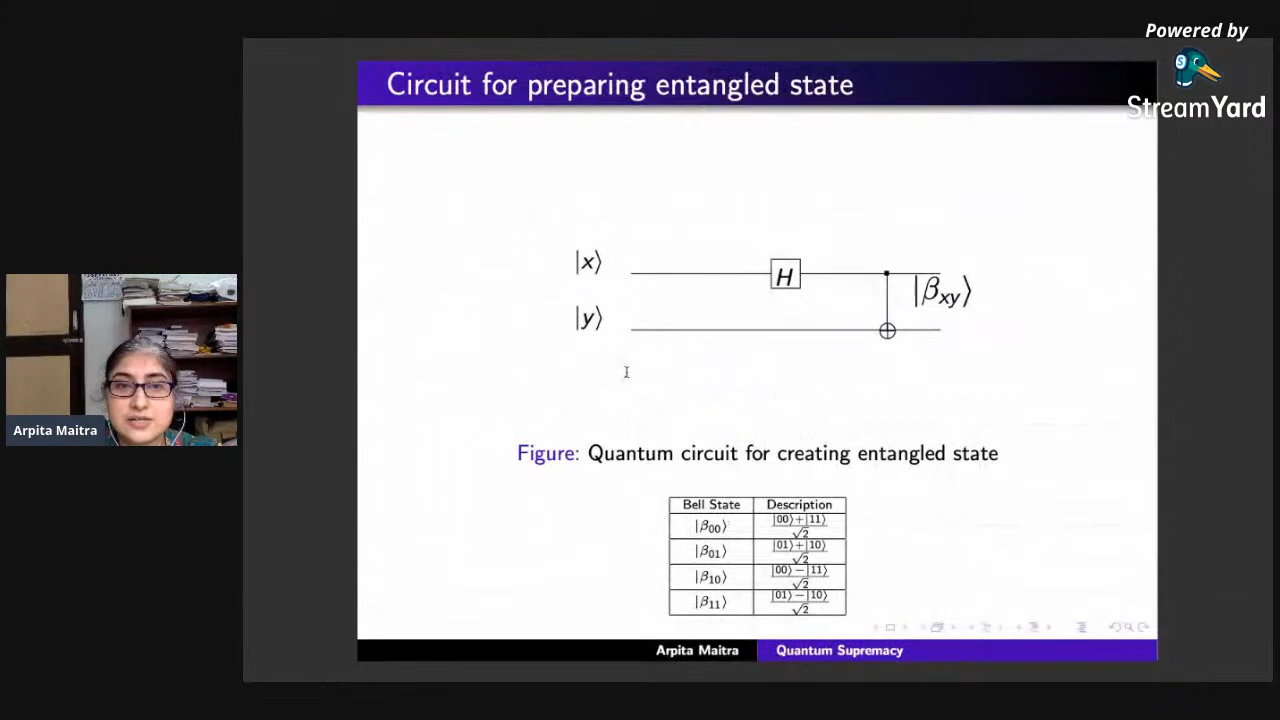 Powered by
StreamYard
Circuit for preparing entangled state
|x⟩
H
|β_xy⟩
|y⟩
Arpita Maitra
Figure: Quantum circuit for creating entangled state
Bell State Description
|β₀₀⟩ |00⟩+|11⟩/√2
|β₀₁⟩ |01⟩+|10⟩/√2
|β₁₀⟩ |00⟩−|11⟩/√2
|β₁₁⟩ |01⟩−|10⟩/√2
Arpita Maitra Quantum Supremacy